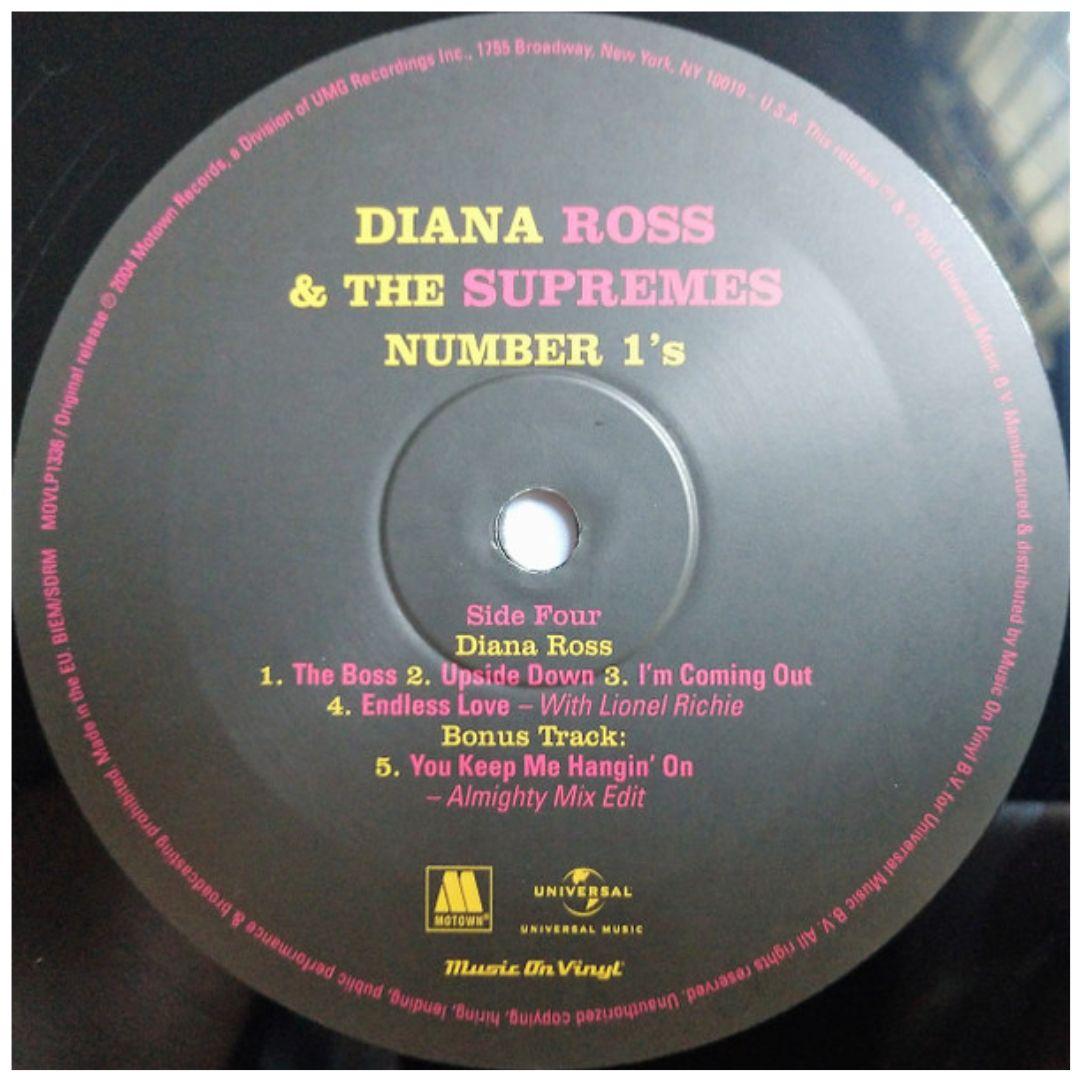 DIANA ROSS
& THE SUPREMES
NUMBER 1's
Side Four
Diana Ross
1. The Boss 2. Upside Down 3. I'm Coming Out
4. Endless Love – With Lionel Richie
Bonus Track:
5. You Keep Me Hangin' On
– Almighty Mix Edit
MOTOWN®
UNIVERSAL
UNIVERSAL MUSIC
Music On Vinyl
MOVLP1336 / Original release ℗ 2004 Motown Records, a Division of UMG Recordings Inc., 1755 Broadway, New York, NY 10019 – U.S.A. This release ℗ & © Universal Music B.V. Manufactured & distributed by Music On Vinyl B.V. for Universal Music B.V. All rights reserved. Unauthorized copying, hiring, lending, public performance & broadcasting prohibited. Made in the EU. BIEM/SDRM